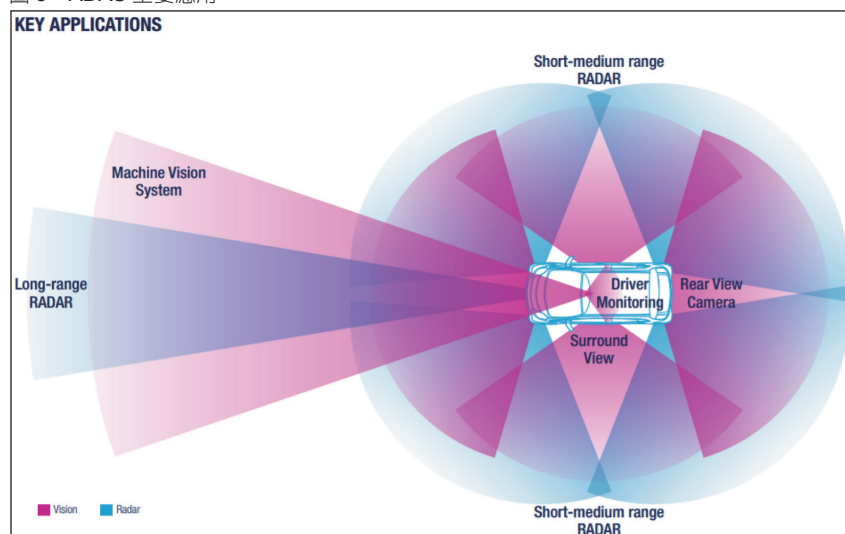 KEY APPLICATIONS
Short-medium range
RADAR
Machine Vision
System
Long-range
RADAR
Driver
Monitoring
Rear View
Camera
Surround
View
Vision
Radar
Short-medium range
RADAR